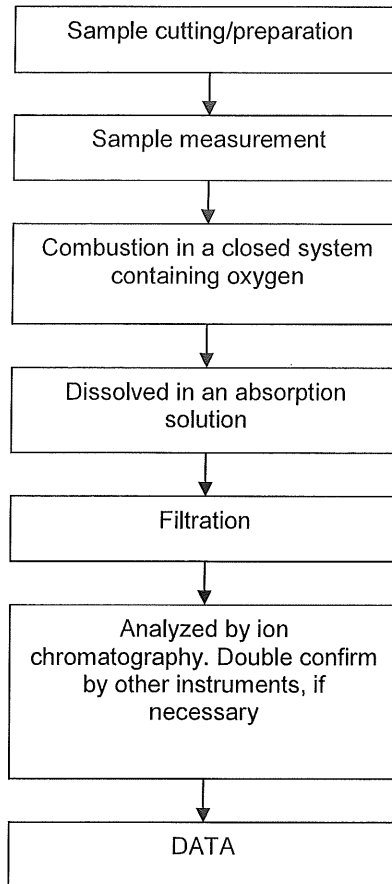 Sample cutting/preparation
Sample measurement
Combustion in a closed system
containing oxygen
Dissolved in an absorption
solution
Filtration
Analyzed by ion
chromatography. Double confirm
by other instruments, if
necessary
DATA